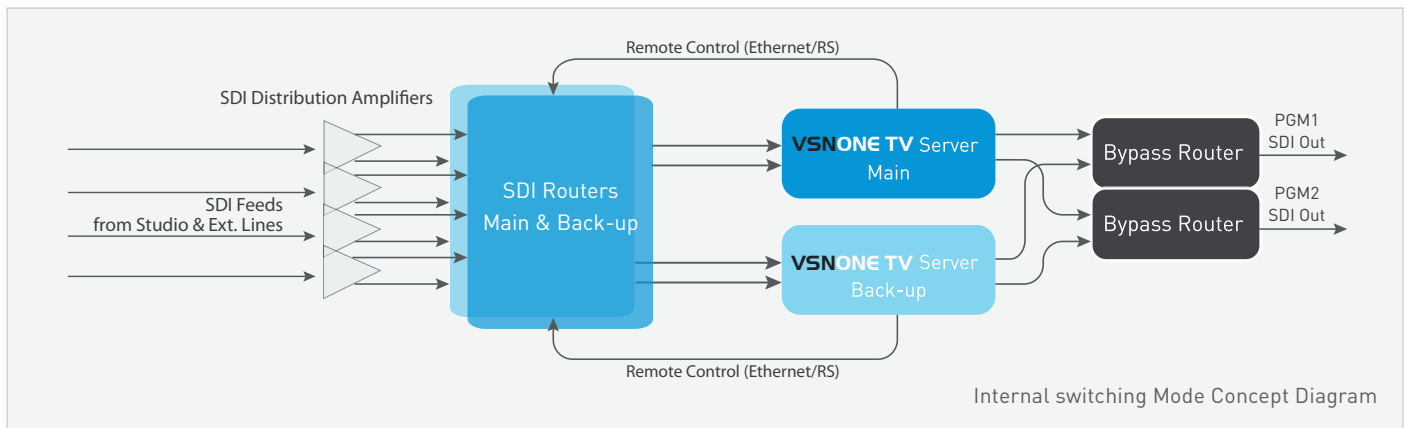 Remote Control (Ethernet/RS)
SDI Distribution Amplifiers
SDI Feeds
from Studio & Ext. Lines
SDI Routers
Main & Back-up
VSNONE TV Server
Main
VSNONE TV Server
Back-up
Bypass Router
Bypass Router
PGM1
SDI Out
PGM2
SDI Out
Remote Control (Ethernet/RS)
Internal switching Mode Concept Diagram